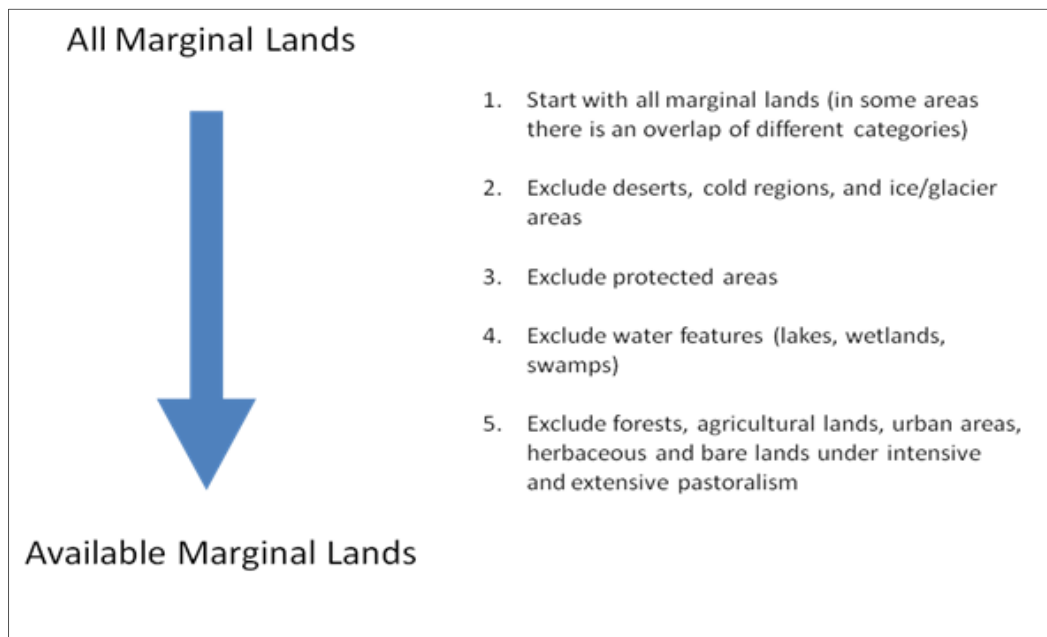 All Marginal Lands
1. Start with all marginal lands (in some areas
there is an overlap of different categories)
2. Exclude deserts, cold regions, and ice/glacier
areas
3. Exclude protected areas
4. Exclude water features (lakes, wetlands,
swamps)
5. Exclude forests, agricultural lands, urban areas,
herbaceous and bare lands under intensive
and extensive pastoralism
Available Marginal Lands